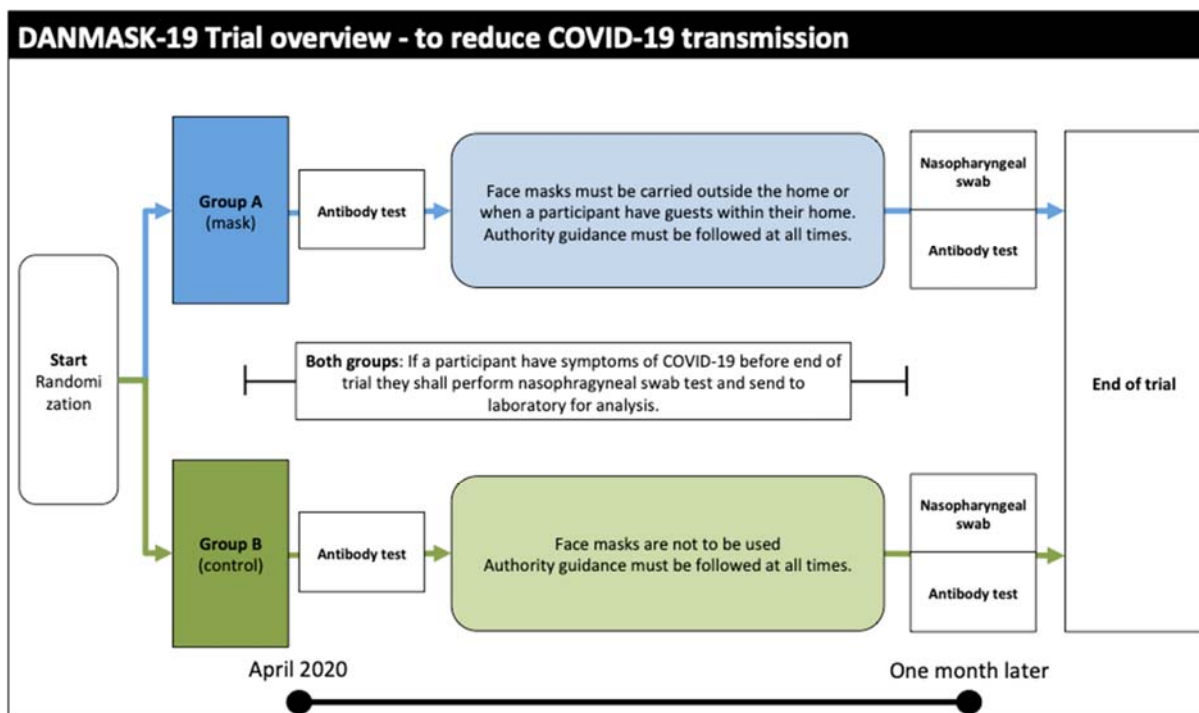 DANMASK-19 Trial overview - to reduce COVID-19 transmission
Start
Randomi
zation
Group A
(mask)
Antibody test
Face masks must be carried outside the home or
when a participant have guests within their home.
Authority guidance must be followed at all times.
Nasopharyngeal
swab
Antibody test
Both groups: If a participant have symptoms of COVID-19 before end of
trial they shall perform nasophragyneal swab test and send to
laboratory for analysis.
End of trial
Group B
(control)
Antibody test
Face masks are not to be used
Authority guidance must be followed at all times.
Nasopharyngeal
swab
Antibody test
April 2020
One month later